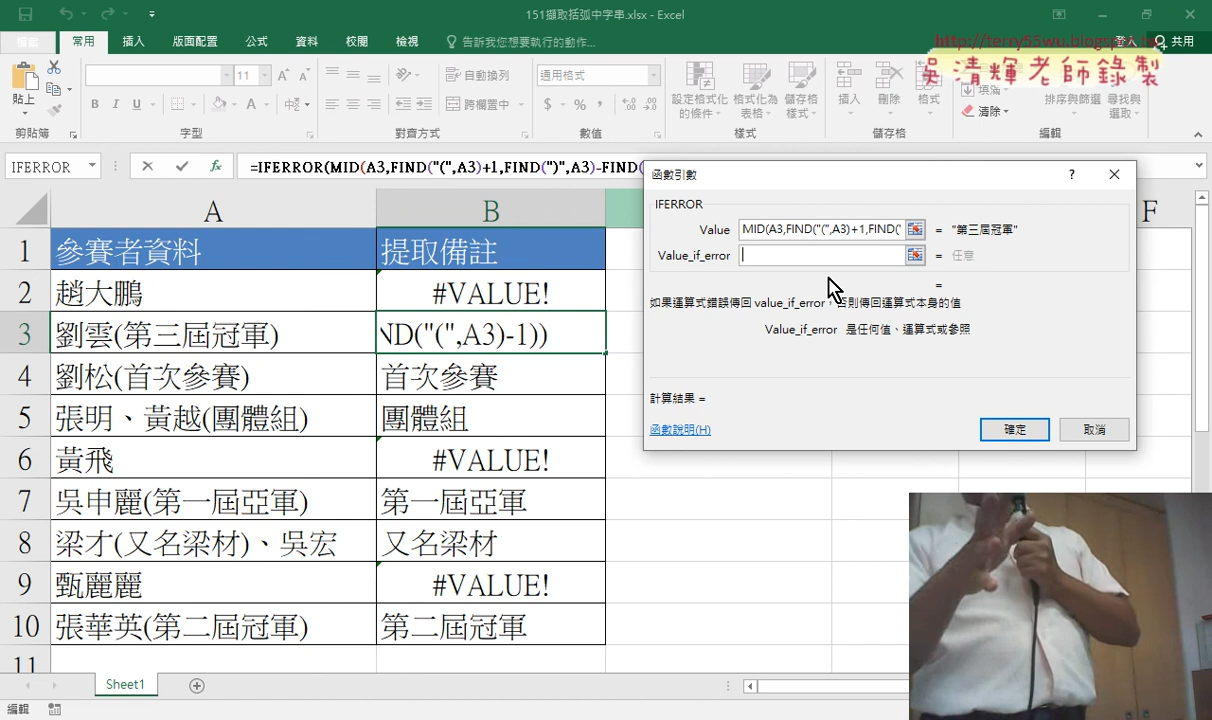 151擷取括弧中字串.xlsx - Excel
http://terry55wu.blogspot.tw
吳清輝老師錄製
常用 插入 版面配置 公式 資料 校閱 檢視 告訴我您想要執行的動作... 登入 共用
貼上 11 自動換列 通用格式 設定格式化的條件 格式化為表格 儲存格樣式 插入 刪除 格式 填滿 排序與篩選 尋找與選取
B I U 跨欄置中 $ % 清除
剪貼簿 字型 對齊方式 數值 樣式 儲存格 編輯
IFERROR =IFERROR(MID(A3,FIND("(",A3)+1,FIND(")",A3)-FIND(
函數引數 ?
IFERROR
Value MID(A3,FIND("(",A3)+1,FIND(" = "第三屆冠軍"
Value_if_error = 任意
=
如果運算式錯誤傳回 value_if_error，否則傳回運算式本身的值
Value_if_error 是任何值、運算式或參照
計算結果 =
函數說明(H) 確定 取消
A B F
1 參賽者資料 提取備註
2 趙大鵬 #VALUE!
3 劉雲(第三屆冠軍) ND("(",A3)-1))
4 劉松(首次參賽) 首次參賽
5 張明、黃越(團體組) 團體組
6 黃飛 #VALUE!
7 吳申麗(第一屆亞軍) 第一屆亞軍
8 梁才(又名梁材)、吳宏 又名梁材
9 甄麗麗 #VALUE!
10 張華英(第二屆冠軍) 第二屆冠軍
11
Sheet1
編輯